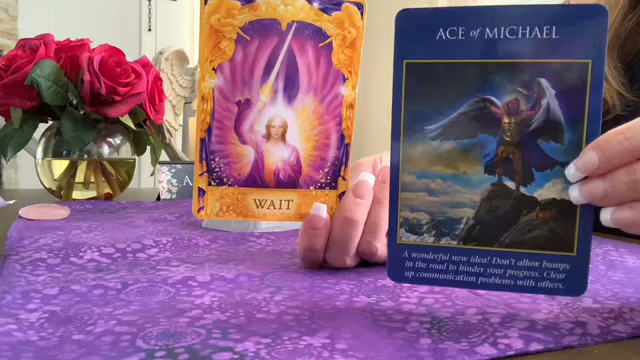 WAIT
ACE of MICHAEL
A wonderful new idea! Don't allow bumps
in the road to hinder your progress. Clear
up communication problems with others.